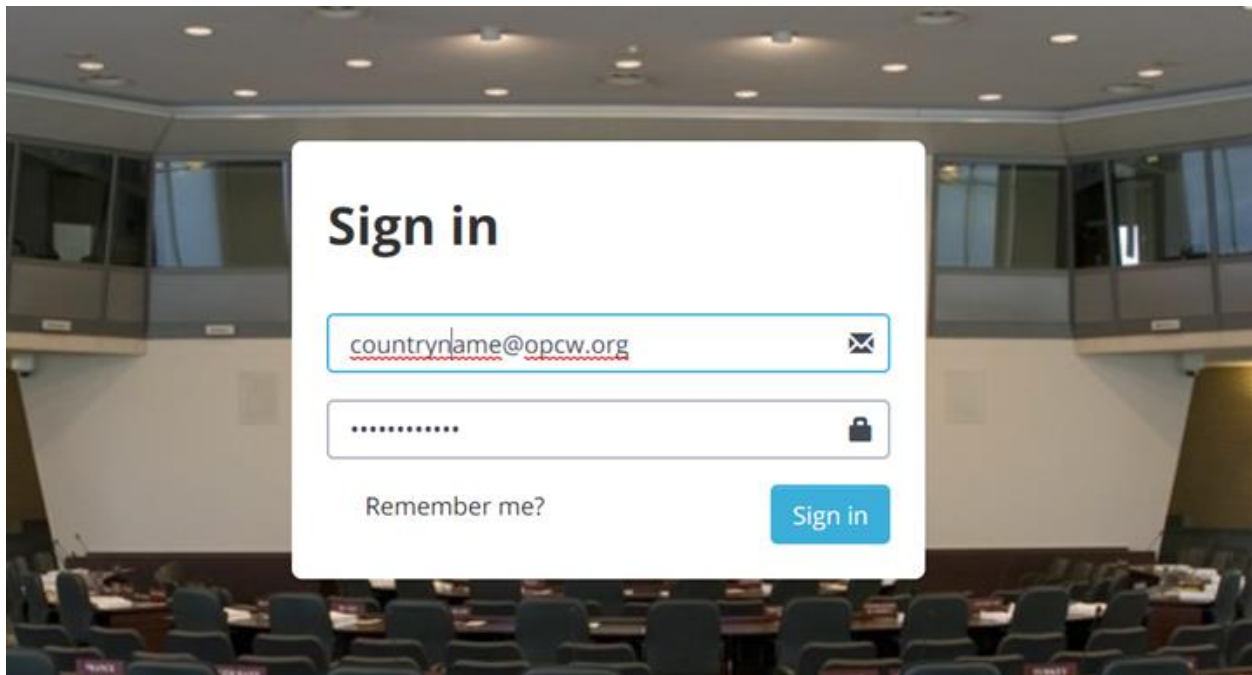 Sign in
countryname@opcw.org
••••••••••••
Remember me?
Sign in